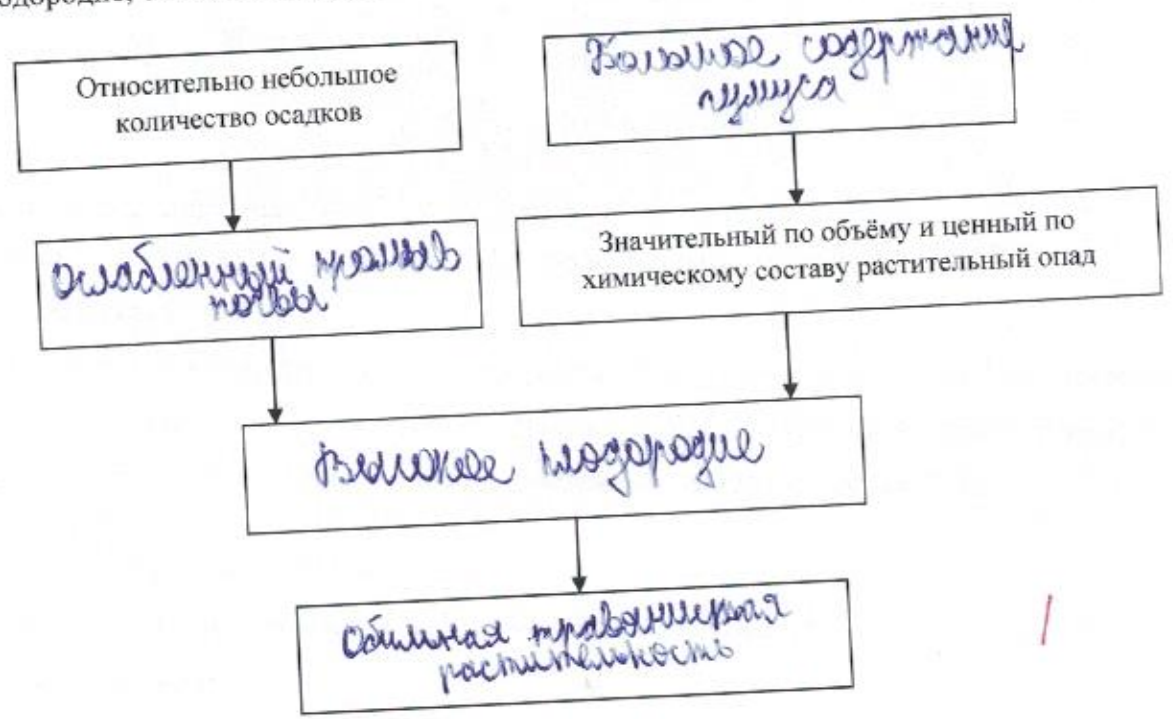 Относительно небольшое
количество осадков
Большое содержание
гумуса
ослабленный промыв
почвы
Значительный по объёму и ценный по
химическому составу растительный опад
Высокое плодородие
Обильная травянистая
растительность